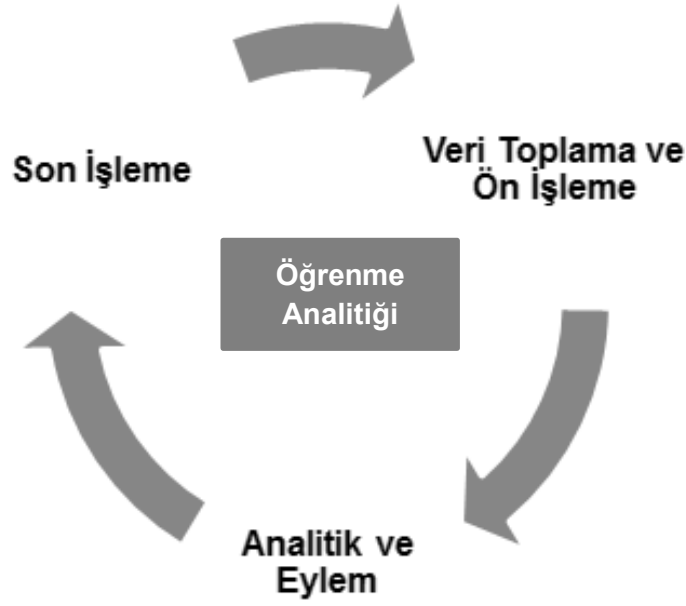 Son İşleme
Veri Toplama ve
Ön İşleme
Öğrenme
Analitiği
Analitik ve
Eylem